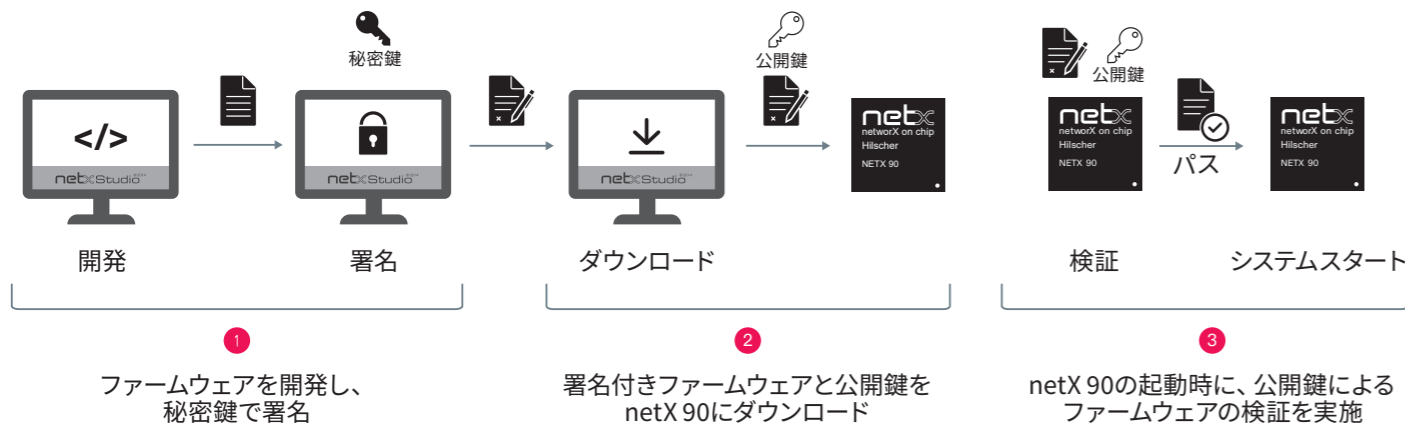 秘密鍵
公開鍵
公開鍵
</>
netX Studio
netX Studio
netX Studio
netX
networX on chip
Hilscher
NETX 90
netX
networX on chip
Hilscher
NETX 90
パス
netX
networX on chip
Hilscher
NETX 90
開発
署名
ダウンロード
検証
システムスタート
1
2
3
ファームウェアを開発し、
秘密鍵で署名
署名付きファームウェアと公開鍵を
netX 90にダウンロード
netX 90の起動時に、公開鍵による
ファームウェアの検証を実施